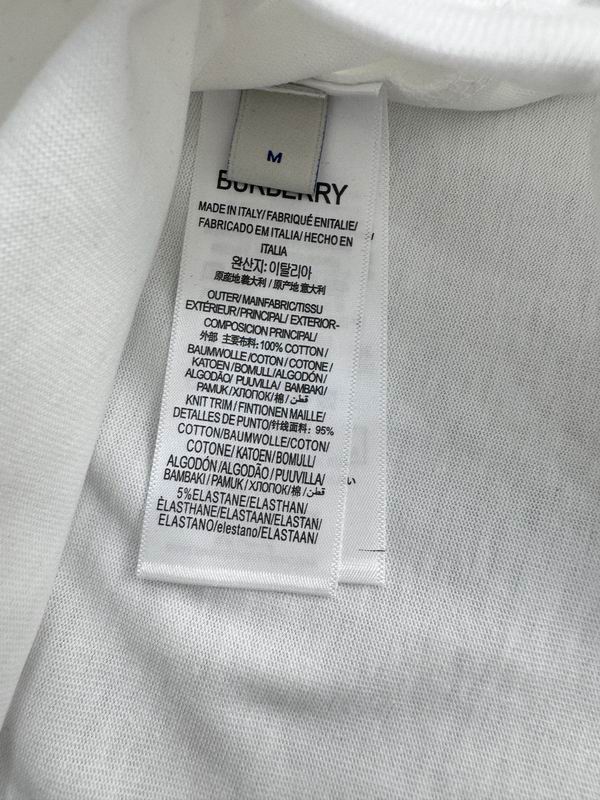 M
BURBERRY
MADE IN ITALY/ FABRIQUÉ ENITALIE/
FABRICADO EM ITALIA/ HECHO EN
ITALIA
완산지: 이탈리아
原産地義大利 / 原产地 意大利
OUTER/ MAINFABRIC/TISSU
EXTÉRIEUR/PRINCIPAL/ EXTERIOR-
COMPOSICION PRINCIPAL/
外部 主要布料: 100% COTTON /
BAUMWOLLE /COTON / COTONE /
KATOEN / BOMULL /ALGODÓN /
ALGODÃO/ PUUVILLA/ BAMBAKI/
PAMUK /ХЛОПОК/ 棉 / قطن/
KNIT TRIM / FINTIONEN MAILLE/
DETALLES DE PUNTO/针线面料: 95%
COTTON/BAUMWOLLE/COTON/
COTONE/ KATOEN/ BOMULL/
ALGODÓN /ALGODÃO / PUUVILLA/
BAMBAKI / PAMUK / ХЛОПОК/棉 / قطن/
5%ELASTANE/ELASTHAN/
ÉLASTHANE/ELASTAAN/ELASTAN/
ELASTANO/elestano/ELASTAAN/